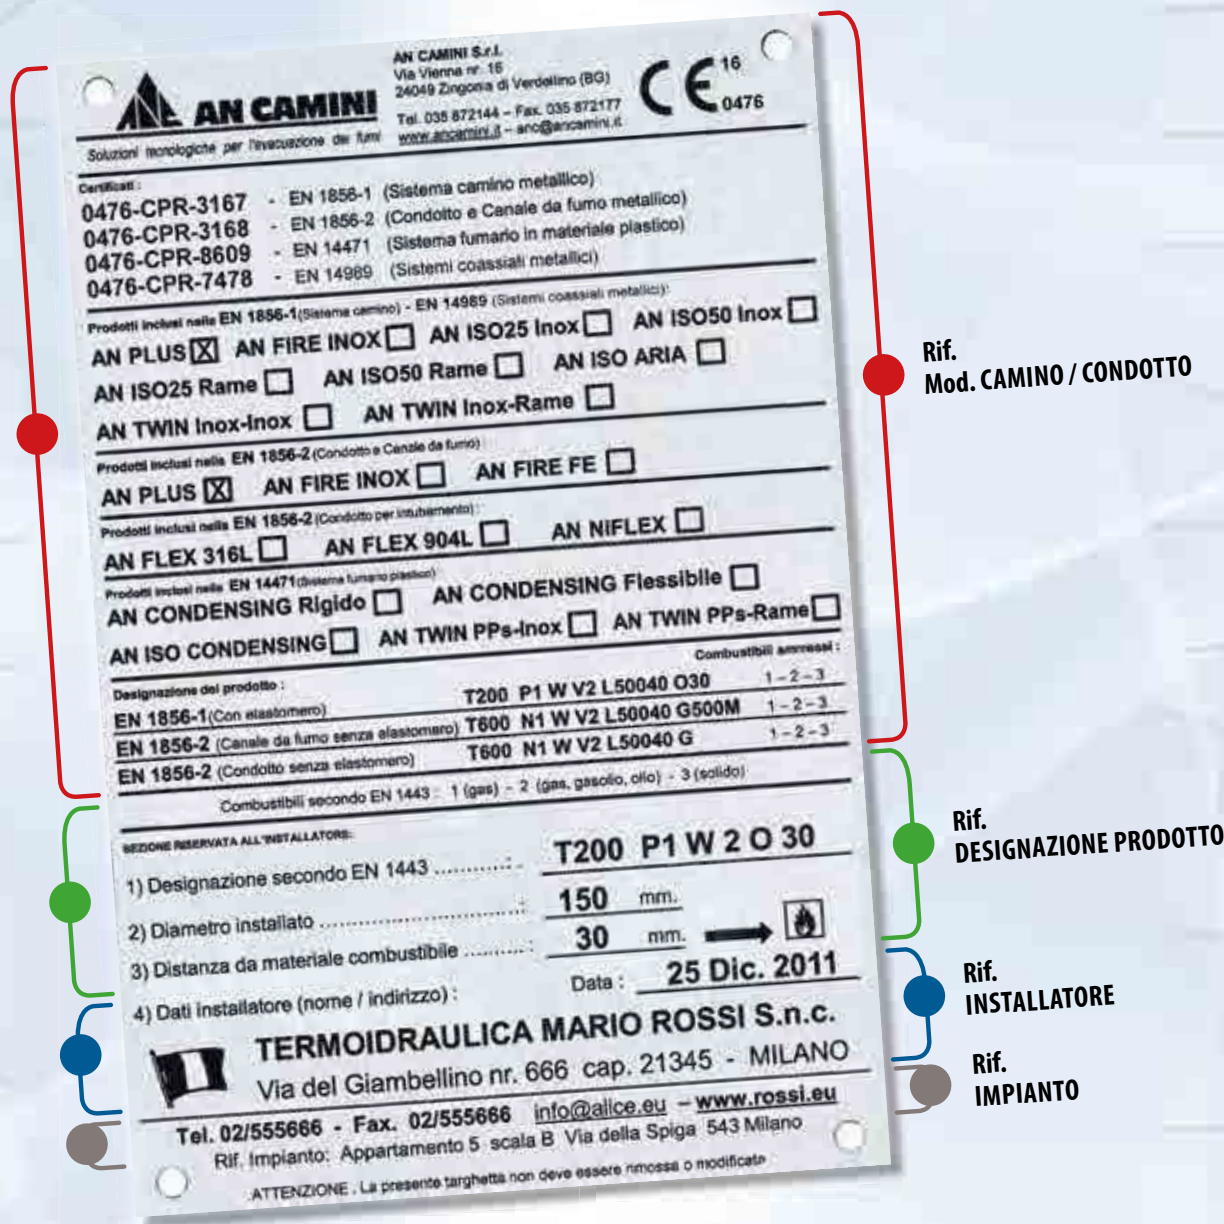 AN CAMINI
Soluzioni tecnologiche per l'evacuazione dei fumi
AN CAMINI S.r.l.
Via Vienna nr. 16
24049 Zingonia di Verdellino (BG)
Tel. 035 872144 – Fax. 035 872177
www.ancamini.it – anc@ancamini.it
CE 16
0476
Certificati :
0476-CPR-3167 - EN 1856-1 (Sistema camino metallico)
0476-CPR-3168 - EN 1856-2 (Condotto e Canale da fumo metallico)
0476-CPR-8609 - EN 14471 (Sistema fumario in materiale plastico)
0476-CPR-7478 - EN 14989 (Sistemi coassiali metallici)
Prodotti inclusi nella EN 1856-1(Sistema camino) - EN 14989 (Sistemi coassiali metallici):
AN PLUS X AN FIRE INOX AN ISO25 Inox AN ISO50 Inox
AN ISO25 Rame AN ISO50 Rame AN ISO ARIA
AN TWIN Inox-Inox AN TWIN Inox-Rame
Prodotti inclusi nella EN 1856-2(Condotto e Canale da fumo) :
AN PLUS X AN FIRE INOX AN FIRE FE
Prodotti inclusi nella EN 1856-2(Condotto per intubamento) :
AN FLEX 316L AN FLEX 904L AN NIFLEX
Prodotti inclusi nella EN 14471(Sistema fumario plastico) :
AN CONDENSING Rigido AN CONDENSING Flessibile
AN ISO CONDENSING AN TWIN PPs-Inox AN TWIN PPs-Rame
Designazione del prodotto : Combustibili ammessi :
EN 1856-1(Con elastomero) T200 P1 W V2 L50040 O30 1 – 2 – 3
EN 1856-2 (Canale da fumo senza elastomero) T600 N1 W V2 L50040 G500M 1 – 2 – 3
EN 1856-2 (Condotto senza elastomero) T600 N1 W V2 L50040 G 1 – 2 – 3
Combustibili secondo EN 1443 : 1 (gas) – 2 (gas, gasolio, olio) - 3 (solido)
SEZIONE RISERVATA ALL'INSTALLATORE:
1) Designazione secondo EN 1443 ............: . T200 P1 W 2 O 30
2) Diametro installato ..............................: 150 mm.
3) Distanza da materiale combustibile ..........: 30 mm.
4) Dati installatore (nome / indirizzo) : Data : 25 Dic. 2011
TERMOIDRAULICA MARIO ROSSI S.n.c.
Via del Giambellino nr. 666 cap. 21345 - MILANO
Tel. 02/555666 - Fax. 02/555666 info@alice.eu – www.rossi.eu
Rif. Impianto: Appartamento 5 scala B Via della Spiga 543 Milano
ATTENZIONE : La presente targhetta non deve essere rimossa o modificata
Rif.
Mod. CAMINO / CONDOTTO
Rif.
DESIGNAZIONE PRODOTTO
Rif.
INSTALLATORE
Rif.
IMPIANTO